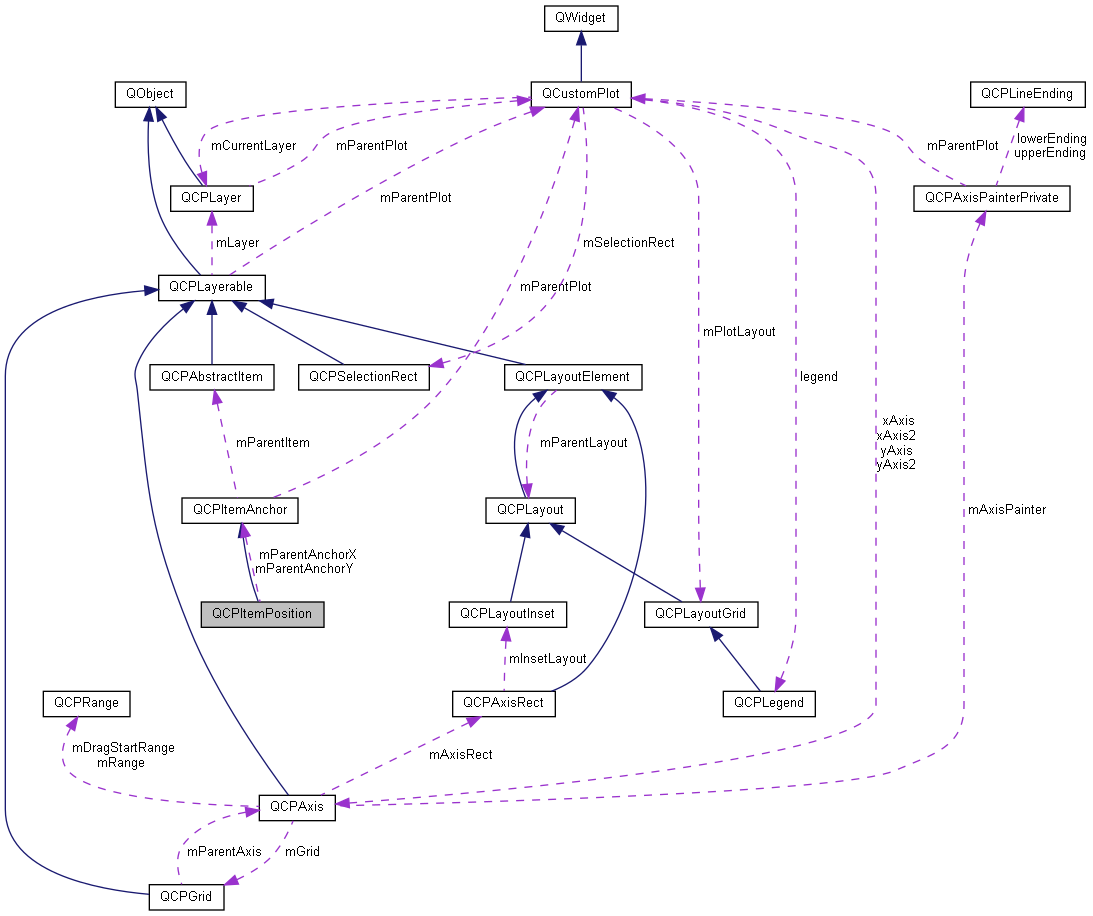 QWidget
QObject
QCustomPlot
QCPLineEnding
mCurrentLayer
mParentPlot
mParentPlot
lowerEnding
upperEnding
QCPLayer
mParentPlot
QCPAxisPainterPrivate
mLayer
mSelectionRect
QCPLayerable
mParentPlot
mPlotLayout
QCPAbstractItem
QCPSelectionRect
QCPLayoutElement
legend
xAxis
xAxis2
yAxis
yAxis2
mParentItem
mParentLayout
QCPItemAnchor
QCPLayout
mAxisPainter
mParentAnchorX
mParentAnchorY
QCPItemPosition
QCPLayoutInset
QCPLayoutGrid
mInsetLayout
QCPRange
QCPAxisRect
QCPLegend
mDragStartRange
mRange
mAxisRect
QCPAxis
mParentAxis
mGrid
QCPGrid